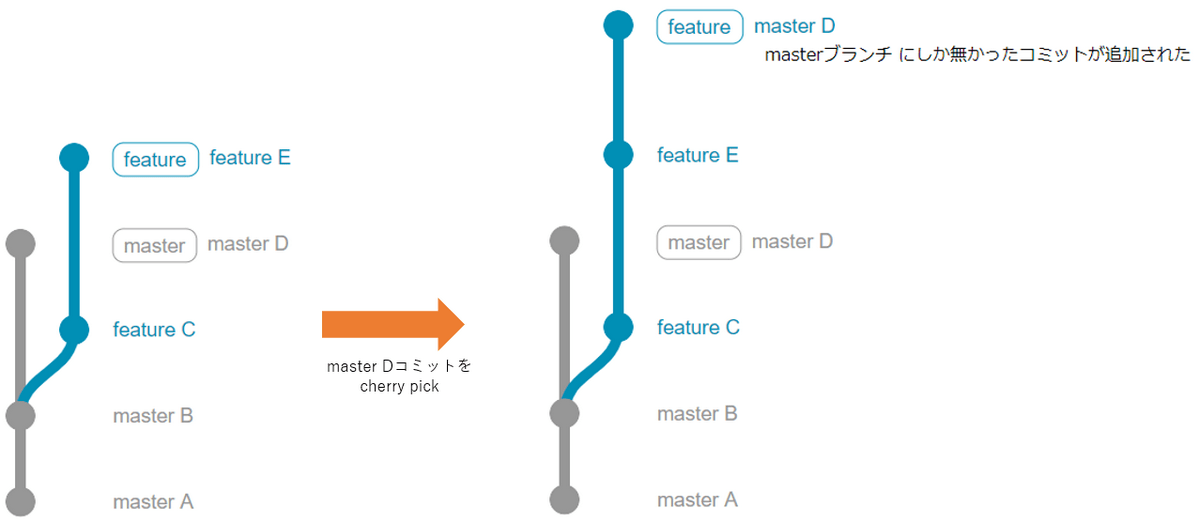 feature feature E
master master D
feature C
master B
master A
master Dコミットを
cherry pick
feature master D
masterブランチ にしか無かったコミットが追加された
feature E
master master D
feature C
master B
master A